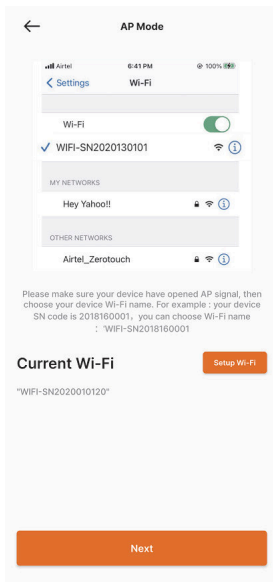 AP Mode
Airtel 6:41 PM 100%
Settings Wi-Fi
Wi-Fi
WIFI-SN2020130101
MY NETWORKS
Hey Yahoo!!
OTHER NETWORKS
Airtel_Zerotouch
Please make sure your device have opened AP signal, then
choose your device Wi-Fi name. For example : your device
SN code is 2018160001, you can choose Wi-Fi name
: 'WIFI-SN2018160001
Current Wi-Fi
Setup Wi-Fi
"WIFI-SN2020010120"
Next